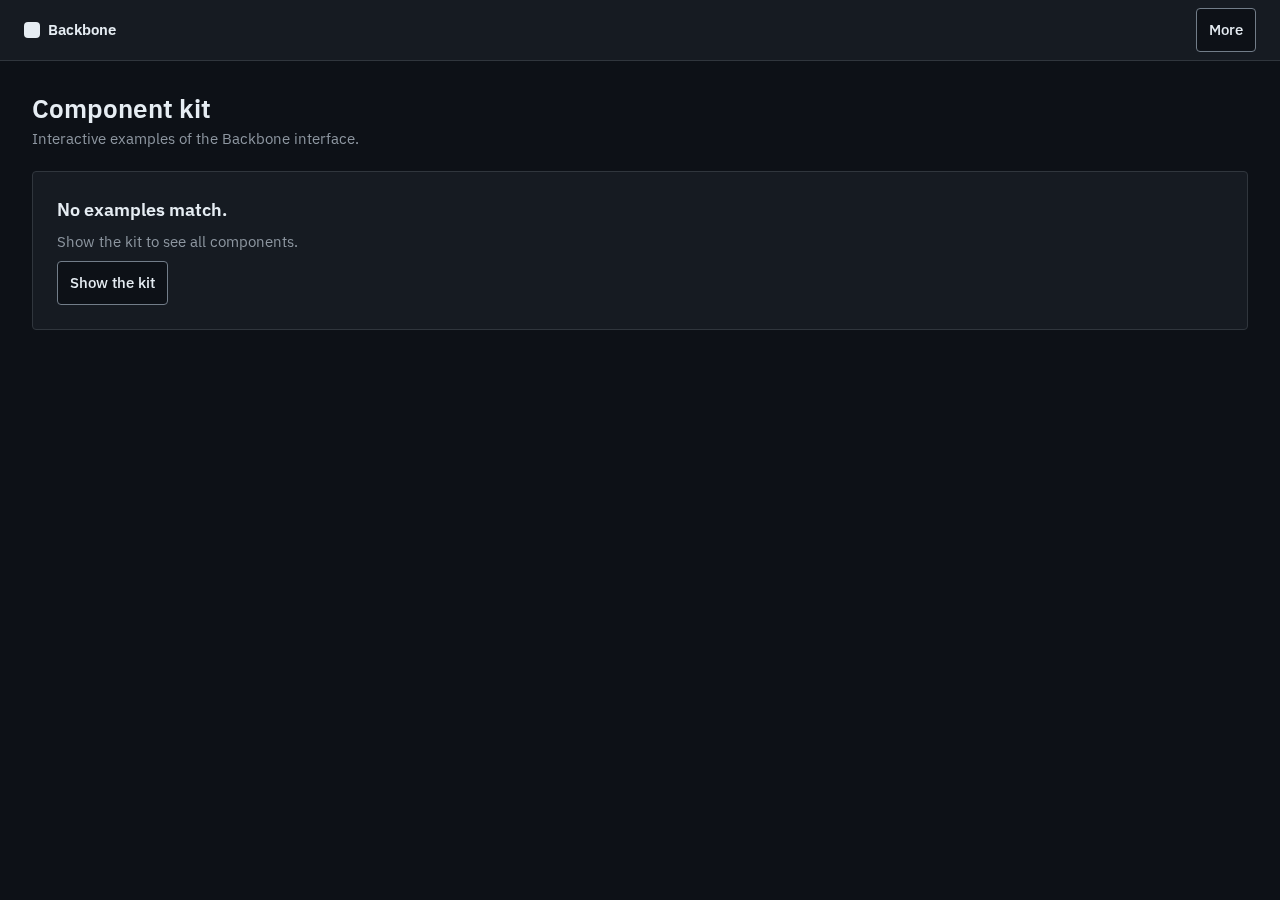 Backbone
More
Component kit
Interactive examples of the Backbone interface.
No examples match.
Show the kit to see all components.
Show the kit